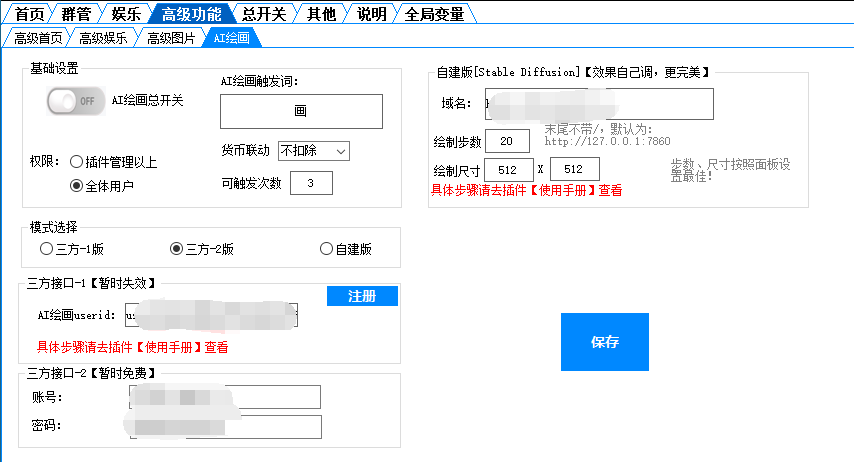 首页 群管 娱乐 高级功能 总开关 其他 说明 全局变量
高级首页 高级娱乐 高级图片 AI绘画
基础设置
OFF
AI绘画总开关
AI绘画触发词:
画
权限:
插件管理以上
全体用户
货币联动
不扣除
可触发次数
3
模式选择
三方-1版
三方-2版
自建版
三方接口-1【暂时失效】
注册
AI绘画userid:
具体步骤请去插件【使用手册】查看
三方接口-2【暂时免费】
账号:
密码:
自建版[Stable Diffusion]【效果自己调,更完美】
域名:
绘制步数
20
末尾不带/,默认为:
http://127.0.0.1:7860
绘制尺寸
512 X 512
步数、尺寸按照面板设
置最佳!
具体步骤请去插件【使用手册】查看
保存